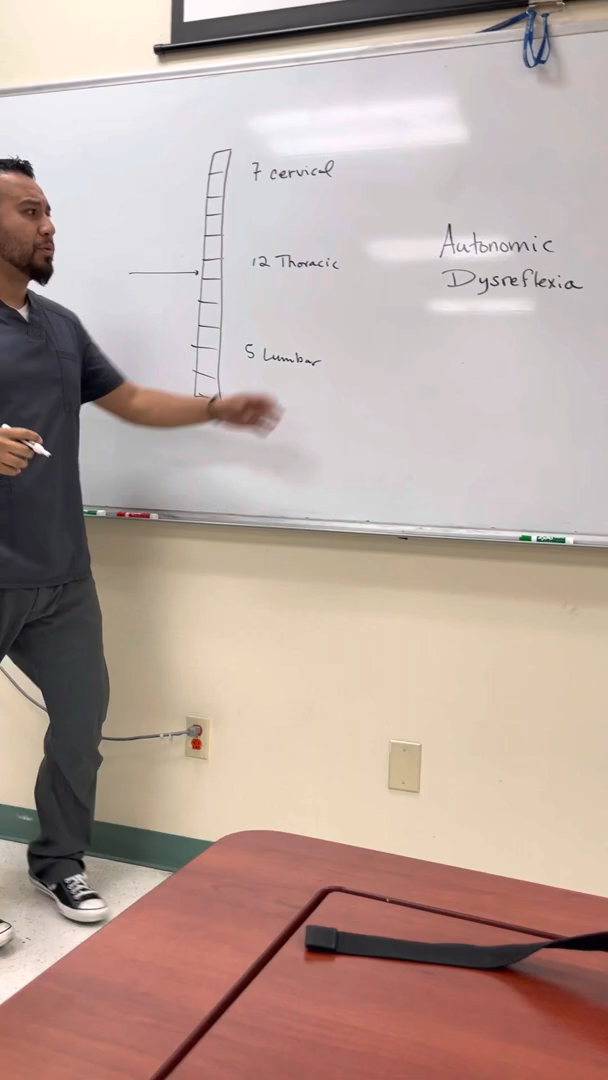 7 cervical
12 Thoracic
5 Lumbar
Autonomic
Dysreflexia